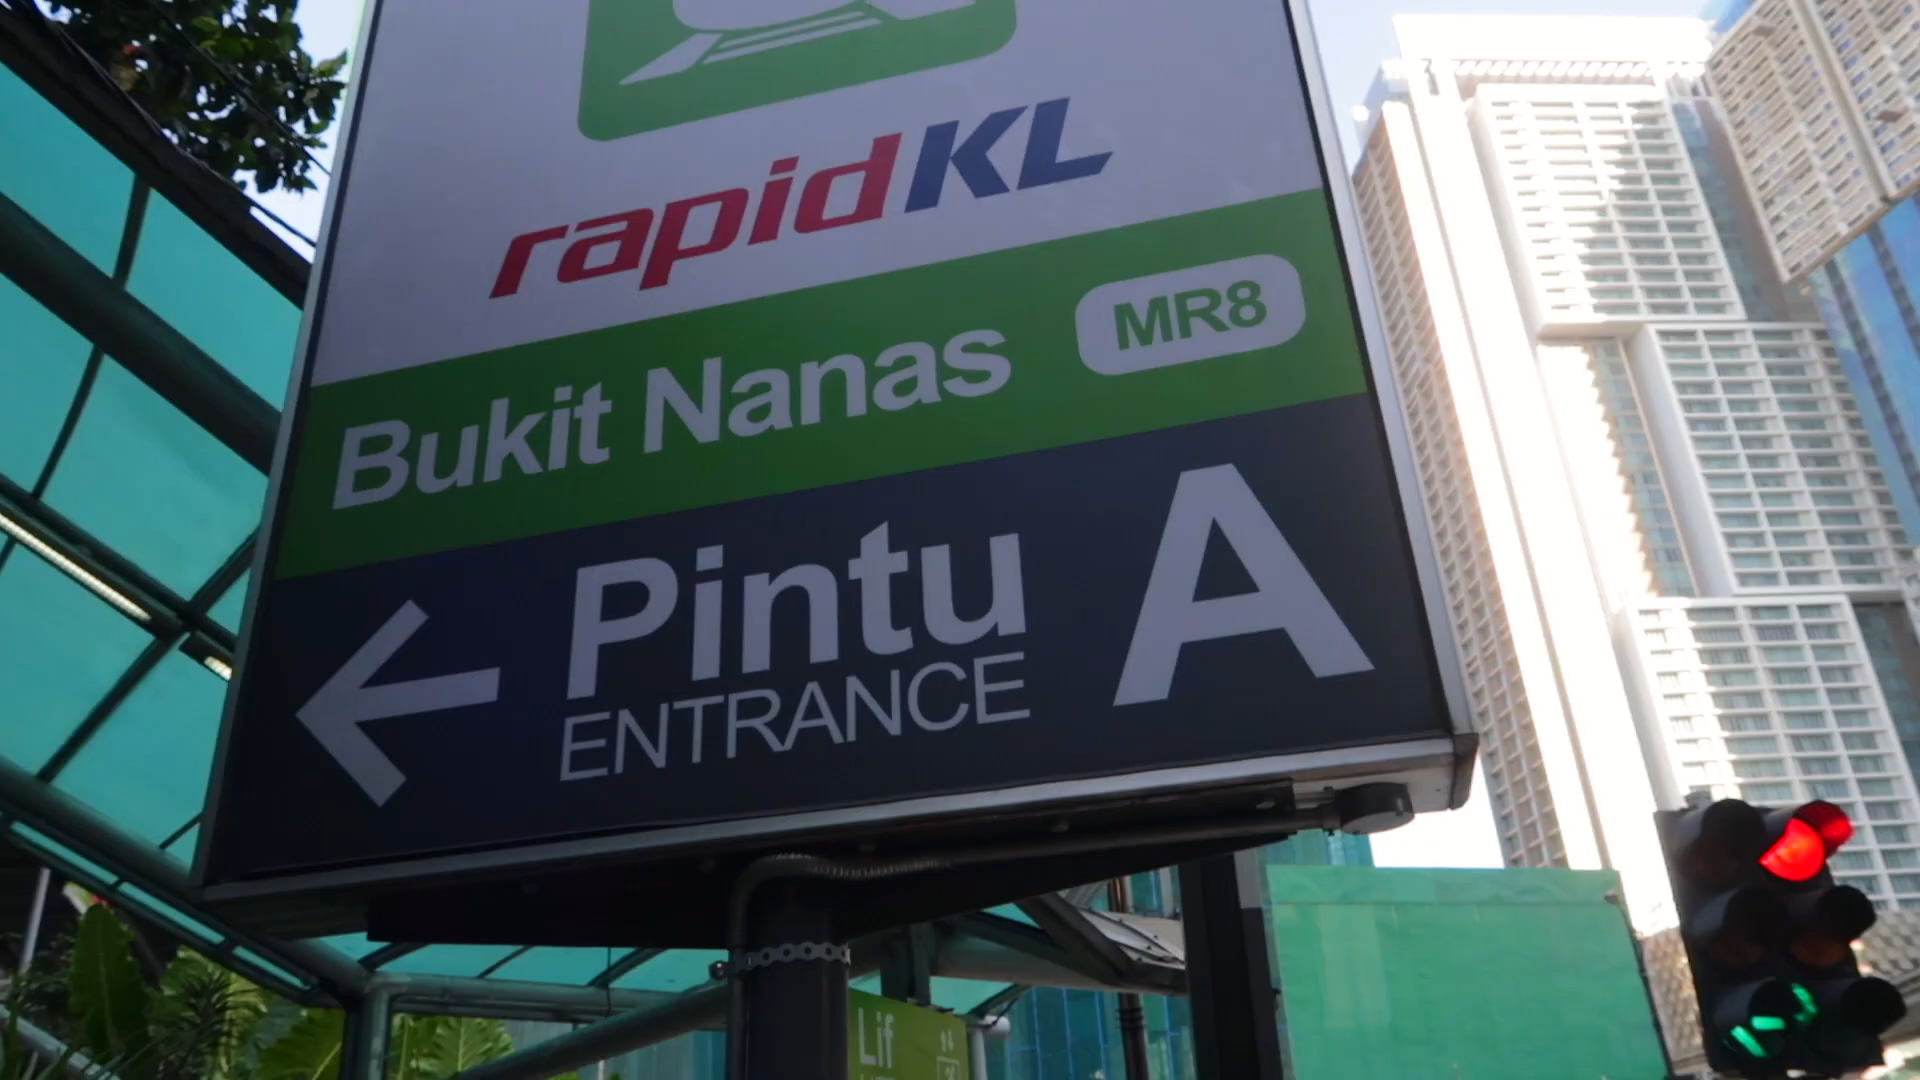 rapidKL
Bukit Nanas MR8
Pintu A
ENTRANCE
Lif